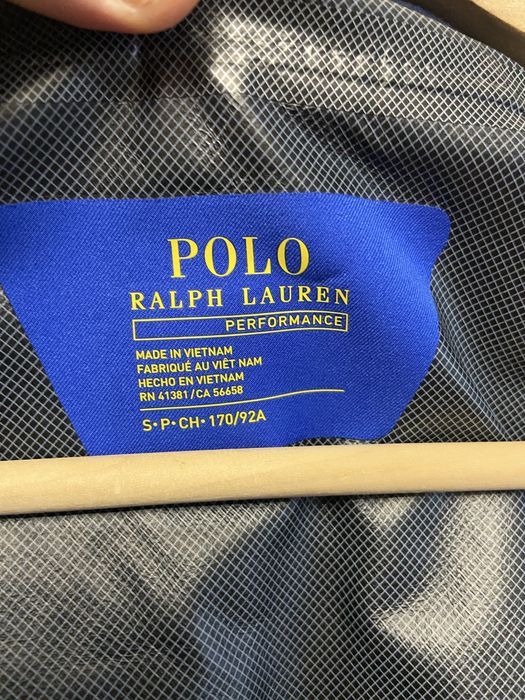 POLO
RALPH LAUREN
PERFORMANCE
MADE IN VIETNAM
FABRIQUÉ AU VIÊT NAM
HECHO EN VIETNAM
RN 41381/CA 56658
S•P•CH•170/92A